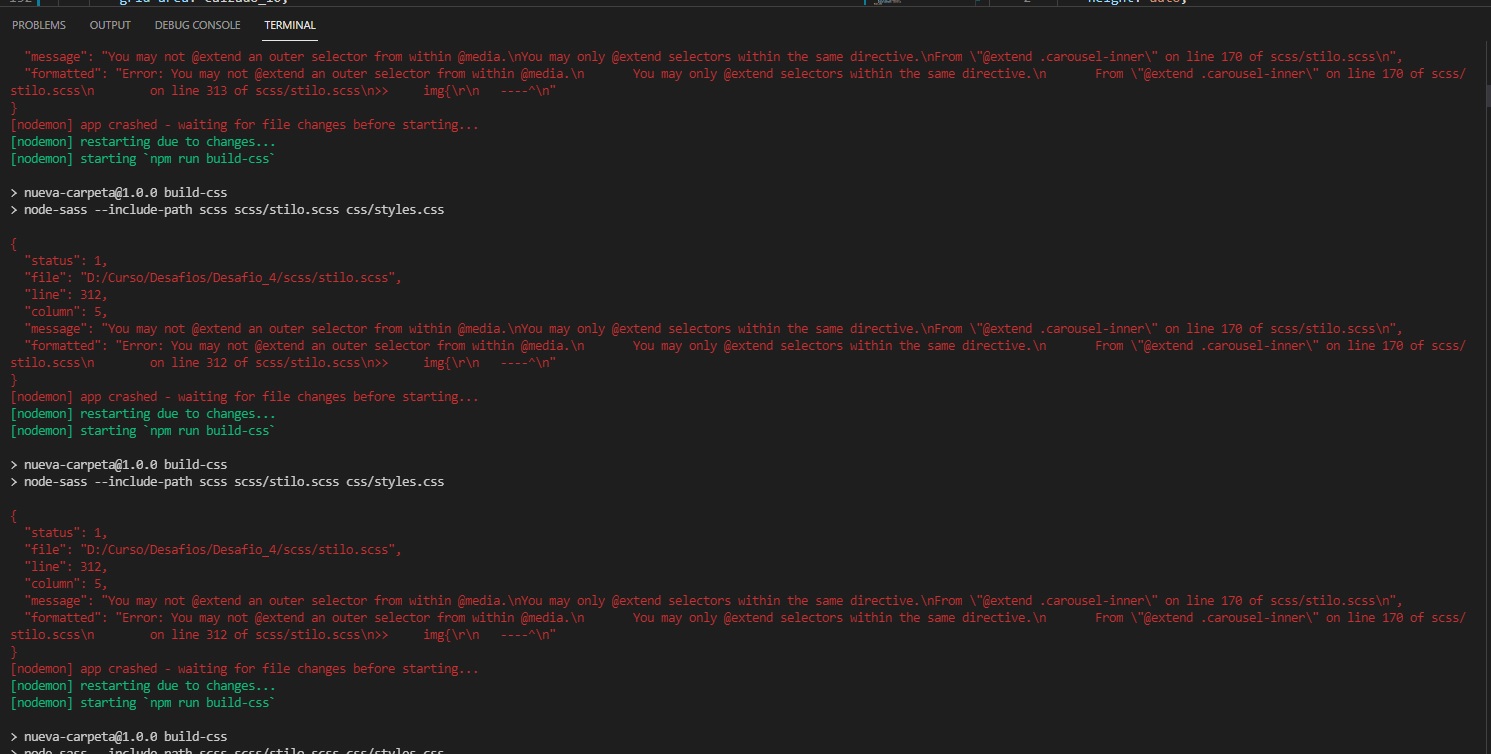 grid-area: calzado_10;
height: auto;
PROBLEMS OUTPUT DEBUG CONSOLE TERMINAL
"message": "You may not @extend an outer selector from within @media.\nYou may only @extend selectors within the same directive.\nFrom \"@extend .carousel-inner\" on line 170 of scss/stilo.scss\n",
"formatted": "Error: You may not @extend an outer selector from within @media.\n       You may only @extend selectors within the same directive.\n       From \"@extend .carousel-inner\" on line 170 of scss/
stilo.scss\n        on line 313 of scss/stilo.scss\n>>     img{\r\n   ----^\n"
}
[nodemon] app crashed - waiting for file changes before starting...
[nodemon] restarting due to changes...
[nodemon] starting `npm run build-css`
> nueva-carpeta@1.0.0 build-css
> node-sass --include-path scss scss/stilo.scss css/styles.css
{
"status": 1,
"file": "D:/Curso/Desafios/Desafio_4/scss/stilo.scss",
"line": 312,
"column": 5,
"message": "You may not @extend an outer selector from within @media.\nYou may only @extend selectors within the same directive.\nFrom \"@extend .carousel-inner\" on line 170 of scss/stilo.scss\n",
"formatted": "Error: You may not @extend an outer selector from within @media.\n       You may only @extend selectors within the same directive.\n       From \"@extend .carousel-inner\" on line 170 of scss/
stilo.scss\n        on line 312 of scss/stilo.scss\n>>     img{\r\n   ----^\n"
}
[nodemon] app crashed - waiting for file changes before starting...
[nodemon] restarting due to changes...
[nodemon] starting `npm run build-css`
> nueva-carpeta@1.0.0 build-css
> node-sass --include-path scss scss/stilo.scss css/styles.css
{
"status": 1,
"file": "D:/Curso/Desafios/Desafio_4/scss/stilo.scss",
"line": 312,
"column": 5,
"message": "You may not @extend an outer selector from within @media.\nYou may only @extend selectors within the same directive.\nFrom \"@extend .carousel-inner\" on line 170 of scss/stilo.scss\n",
"formatted": "Error: You may not @extend an outer selector from within @media.\n       You may only @extend selectors within the same directive.\n       From \"@extend .carousel-inner\" on line 170 of scss/
stilo.scss\n        on line 312 of scss/stilo.scss\n>>     img{\r\n   ----^\n"
}
[nodemon] app crashed - waiting for file changes before starting...
[nodemon] restarting due to changes...
[nodemon] starting `npm run build-css`
> nueva-carpeta@1.0.0 build-css
> node-sass --include-path scss scss/stilo.scss css/styles.css